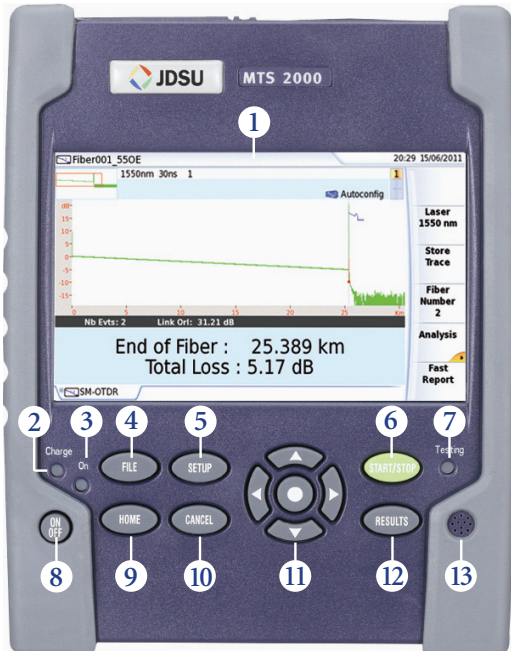 JDSU MTS 2000
1
Fiber001_55OE 20:29 15/06/2011
1550nm 30ns 1 1
Autoconfig
dB
15
10
5
0
-5
-10
-15
0 5 10 15 20 25 Km
Nb Evts: 2 Link Orl: 31.21 dB
End of Fiber : 25.389 km
Total Loss : 5.17 dB
SM-OTDR
Laser
1550 nm
Store
Trace
Fiber
Number
2
Analysis
Fast
Report
2 3 4 5 6 7
Charge On Testing
FILE SETUP START/STOP
ON
OFF
HOME CANCEL RESULTS
8 9 10 11 12 13